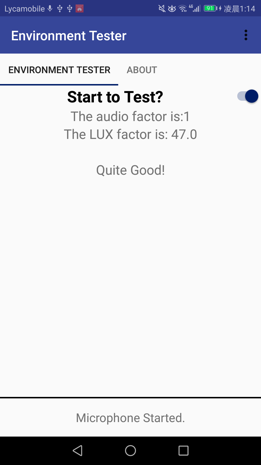 Lycamobile 凌晨1:14
Environment Tester
ENVIRONMENT TESTER ABOUT
Start to Test?
The audio factor is:1
The LUX factor is: 47.0
Quite Good!
Microphone Started.